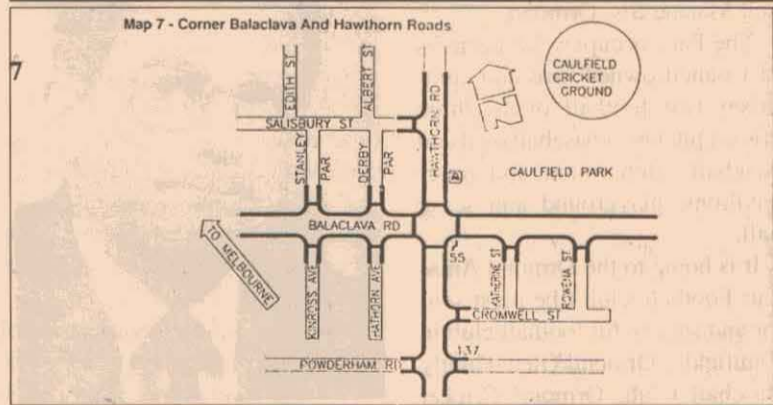 Map 7 - Corner Balaclava And Hawthorn Roads
7
EDITH ST
ALBERT ST
HAWTHORN RD
CAULFIELD
CRICKET
GROUND
SALISBURY ST
STANLEY
PAR
DERBY
PAR
CAULFIELD PARK
BALACLAVA RD
TO MELBOURNE
55
KINROSS AVE
HATHORN AVE
KATHERINE ST
ROWENA ST
CROMWELL ST
POWDERHAM RD
137